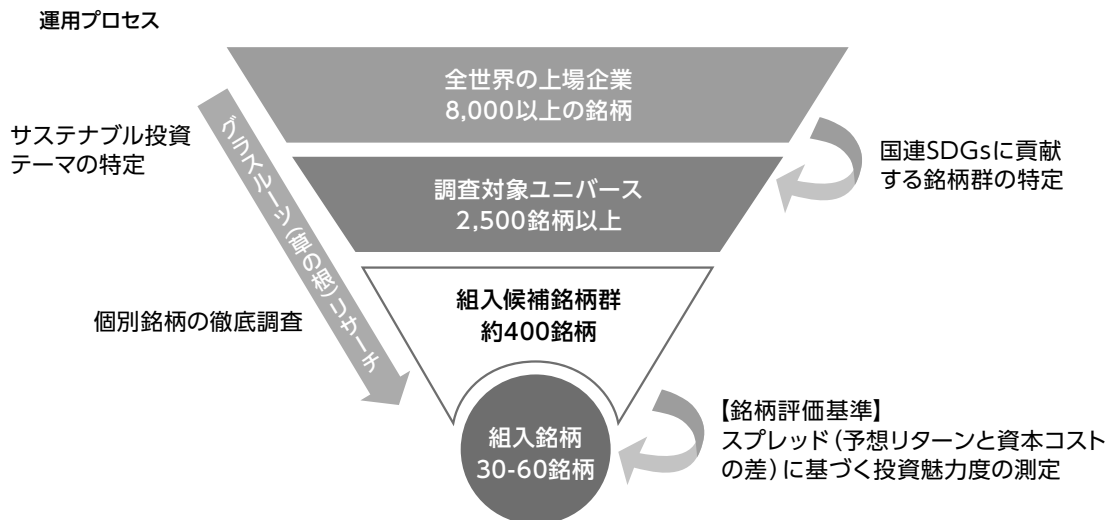 運用プロセス
全世界の上場企業
8,000以上の銘柄
サステナブル投資
テーマの特定
グラスルーツ(草の根)リサーチ
国連SDGsに貢献
する銘柄群の特定
調査対象ユニバース
2,500銘柄以上
組入候補銘柄群
約400銘柄
個別銘柄の徹底調査
【銘柄評価基準】
スプレッド(予想リターンと資本コスト
の差)に基づく投資魅力度の測定
組入銘柄
30-60銘柄